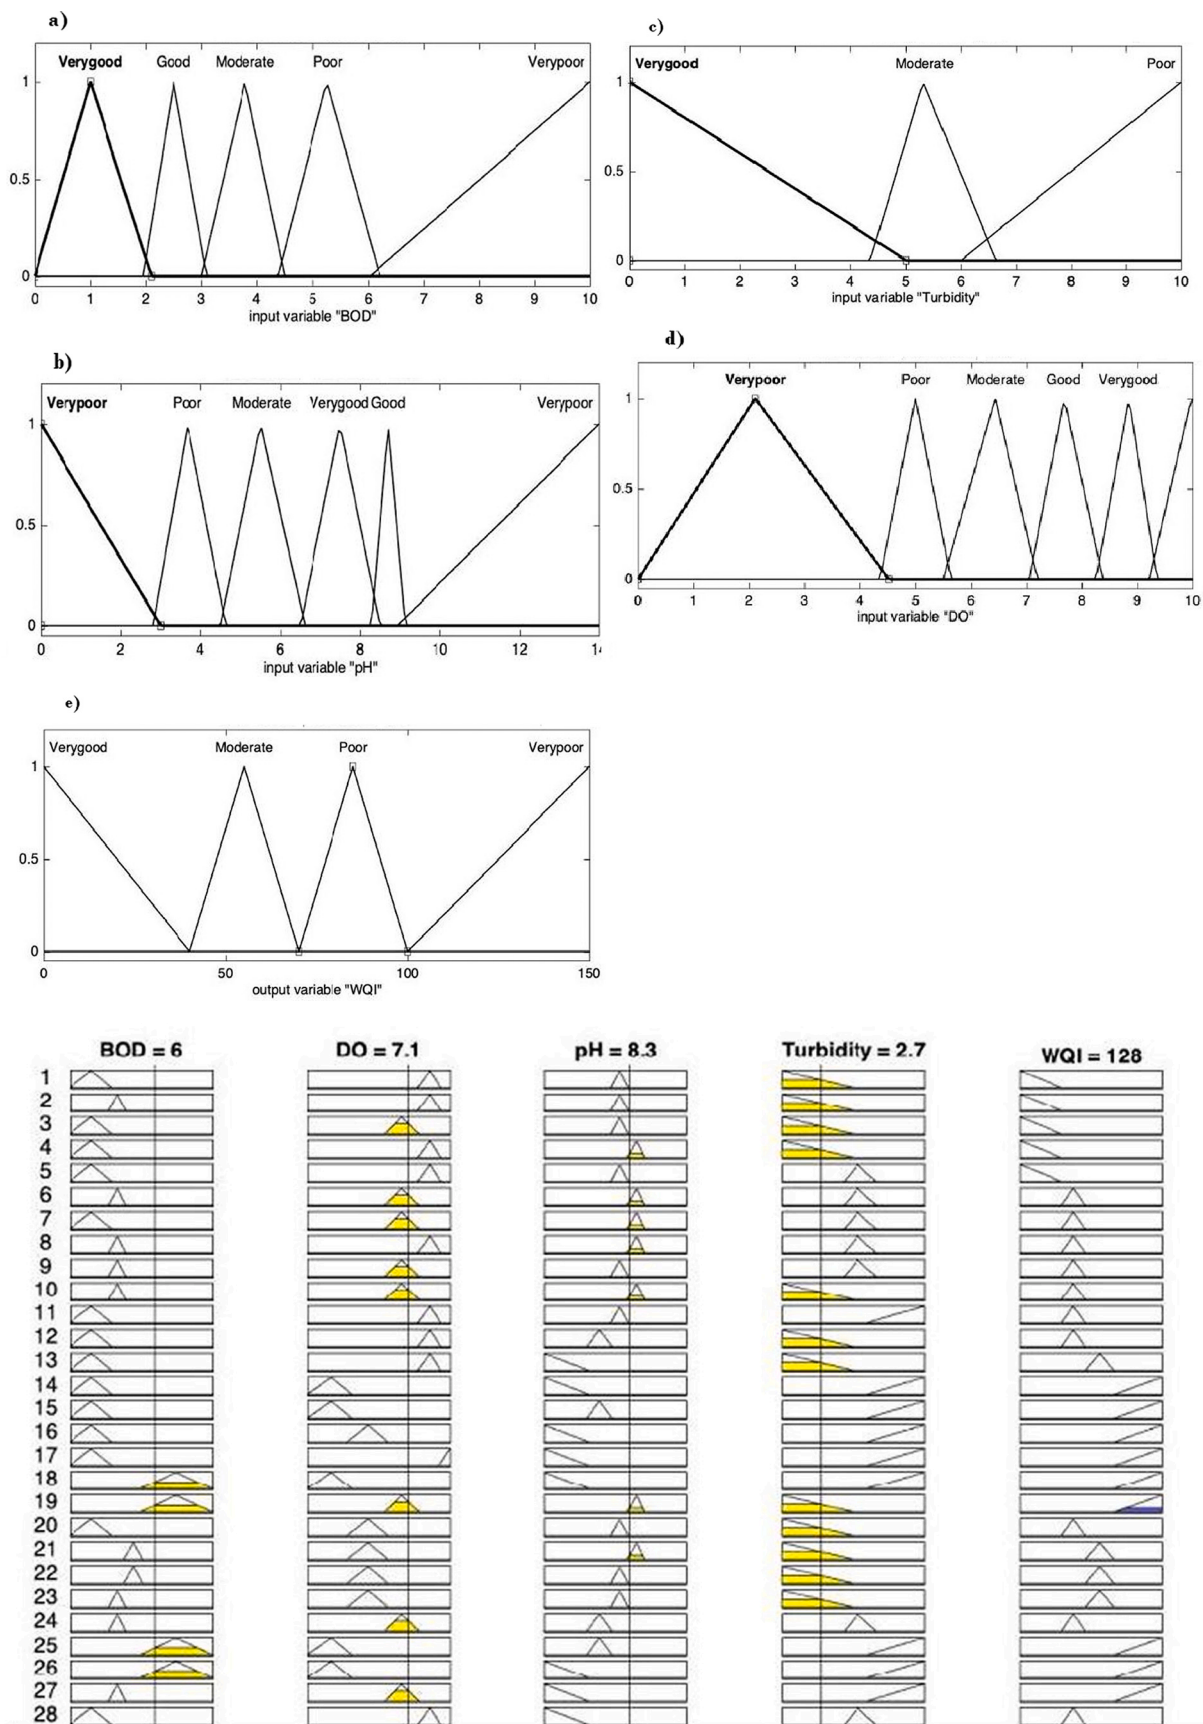 a)
Verygood Good Moderate Poor Verypoor
1
0.5
0
0 1 2 3 4 5 6 7 8 9 10
input variable "BOD"
c)
Verygood Moderate Poor
1
0.5
0
0 1 2 3 4 5 6 7 8 9 10
input variable "Turbidity"
b)
Verypoor Poor Moderate Verygood Good Verypoor
1
0.5
0
0 2 4 6 8 10 12 14
input variable "pH"
d)
Verypoor Poor Moderate Good Verygood
1
0.5
0
0 1 2 3 4 5 6 7 8 9 10
input variable "DO"
e)
Verygood Moderate Poor Verypoor
1
0.5
0
0 50 100 150
output variable "WQI"
BOD = 6 DO = 7.1 pH = 8.3 Turbidity = 2.7 WQI = 128
1
2
3
4
5
6
7
8
9
10
11
12
13
14
15
16
17
18
19
20
21
22
23
24
25
26
27
28